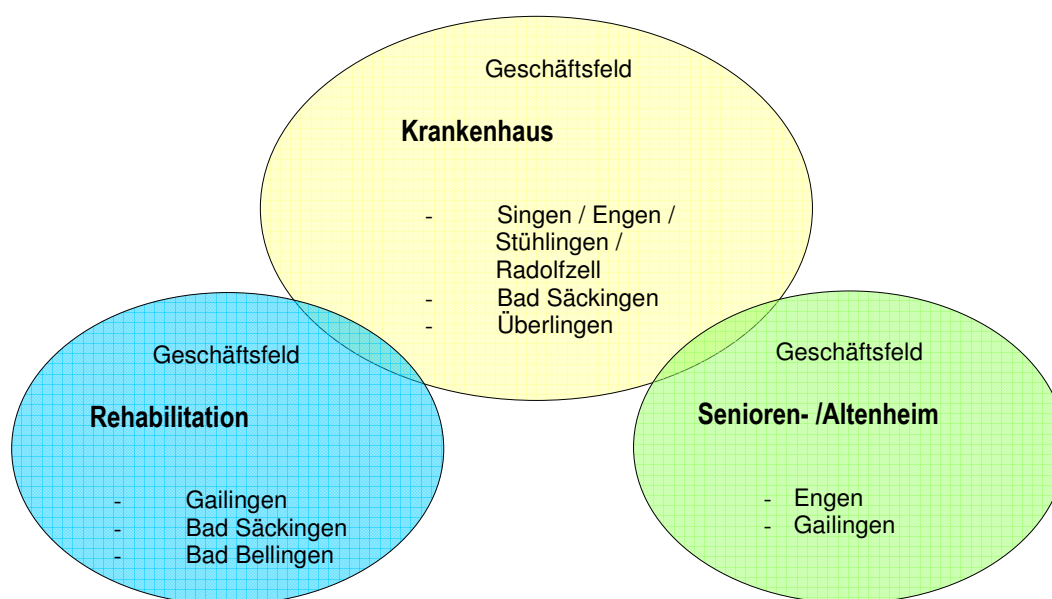 Geschäftsfeld
Krankenhaus
- Singen / Engen /
Stühlingen /
Radolfzell
- Bad Säckingen
- Überlingen
Geschäftsfeld
Rehabilitation
- Gailingen
- Bad Säckingen
- Bad Bellingen
Geschäftsfeld
Senioren- /Altenheim
- Engen
- Gailingen